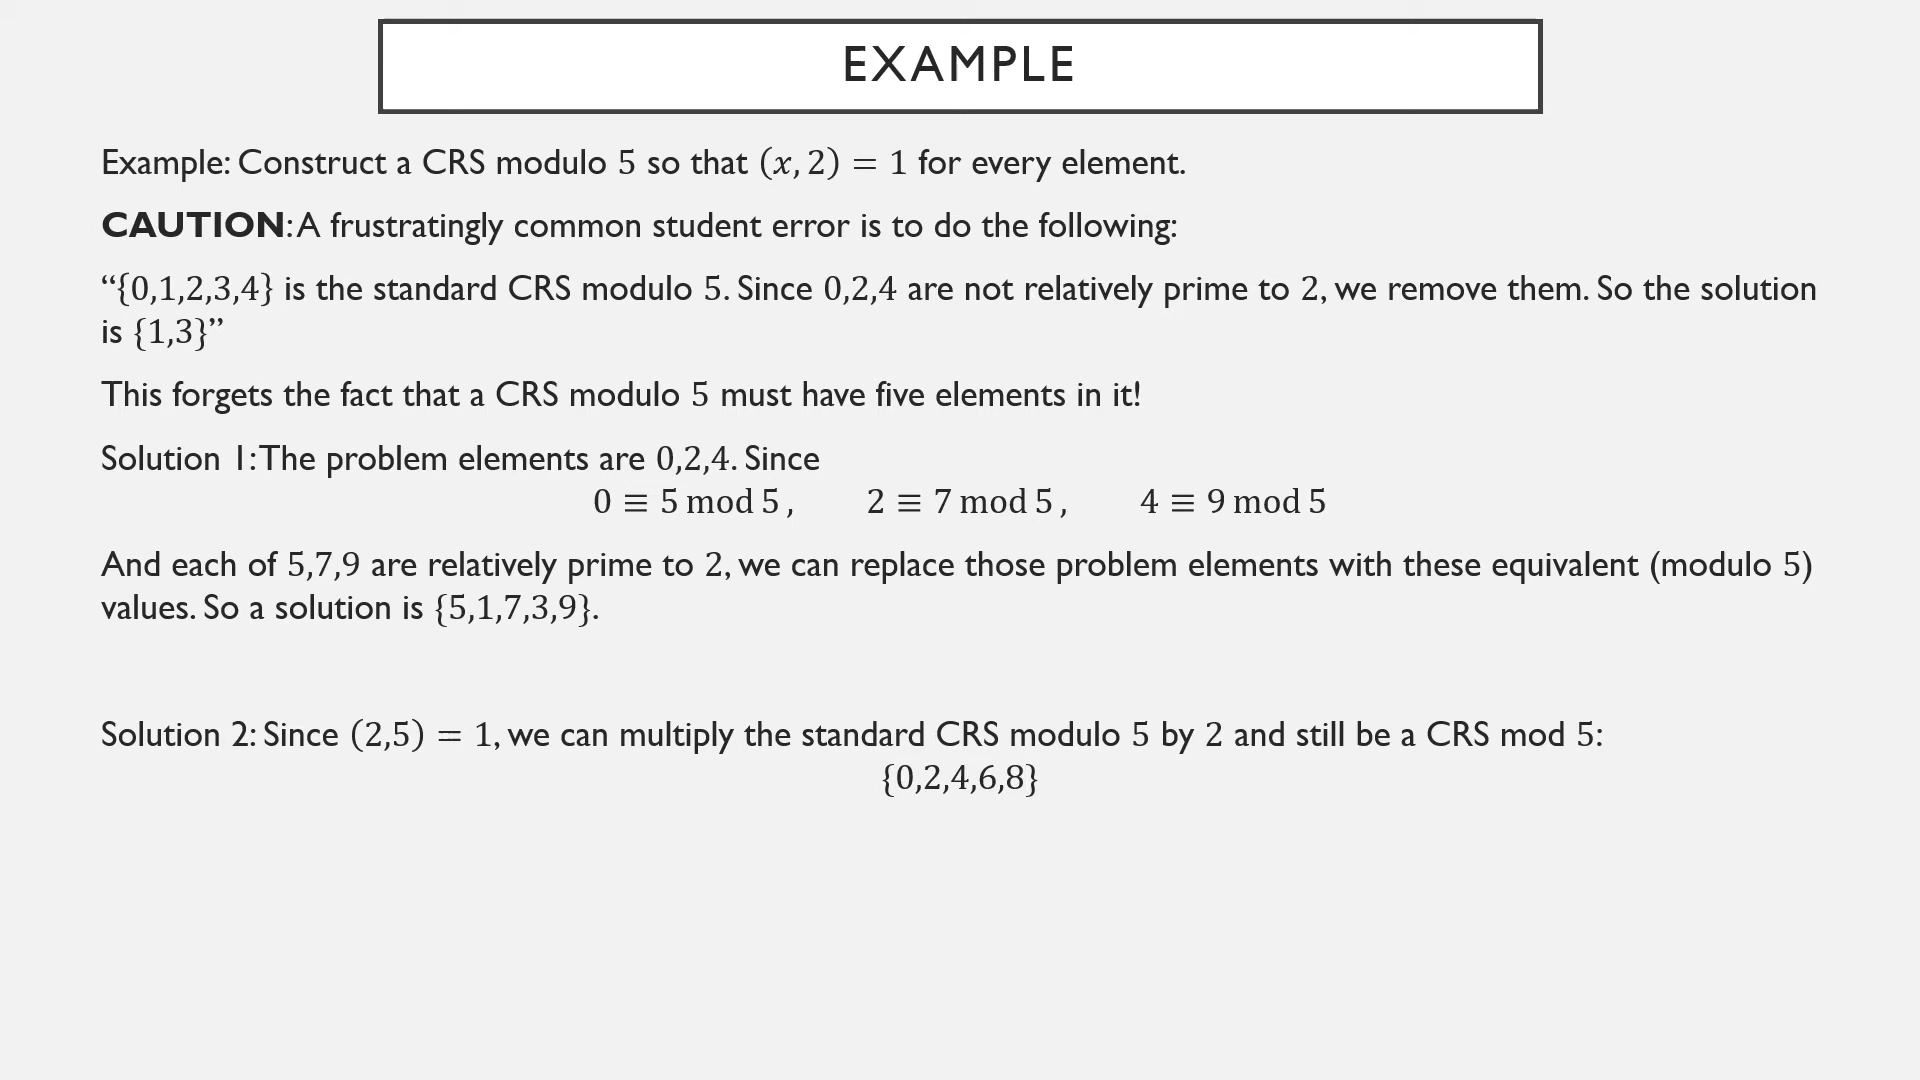 EXAMPLE
Example: Construct a CRS modulo 5 so that (x, 2) = 1 for every element.
CAUTION: A frustratingly common student error is to do the following:
“{0,1,2,3,4} is the standard CRS modulo 5. Since 0,2,4 are not relatively prime to 2, we remove them. So the solution
is {1,3}”
This forgets the fact that a CRS modulo 5 must have five elements in it!
Solution 1: The problem elements are 0,2,4. Since
0 ≡ 5 mod 5 , 2 ≡ 7 mod 5 , 4 ≡ 9 mod 5
And each of 5,7,9 are relatively prime to 2, we can replace those problem elements with these equivalent (modulo 5)
values. So a solution is {5,1,7,3,9}.
Solution 2: Since (2,5) = 1, we can multiply the standard CRS modulo 5 by 2 and still be a CRS mod 5:
{0,2,4,6,8}